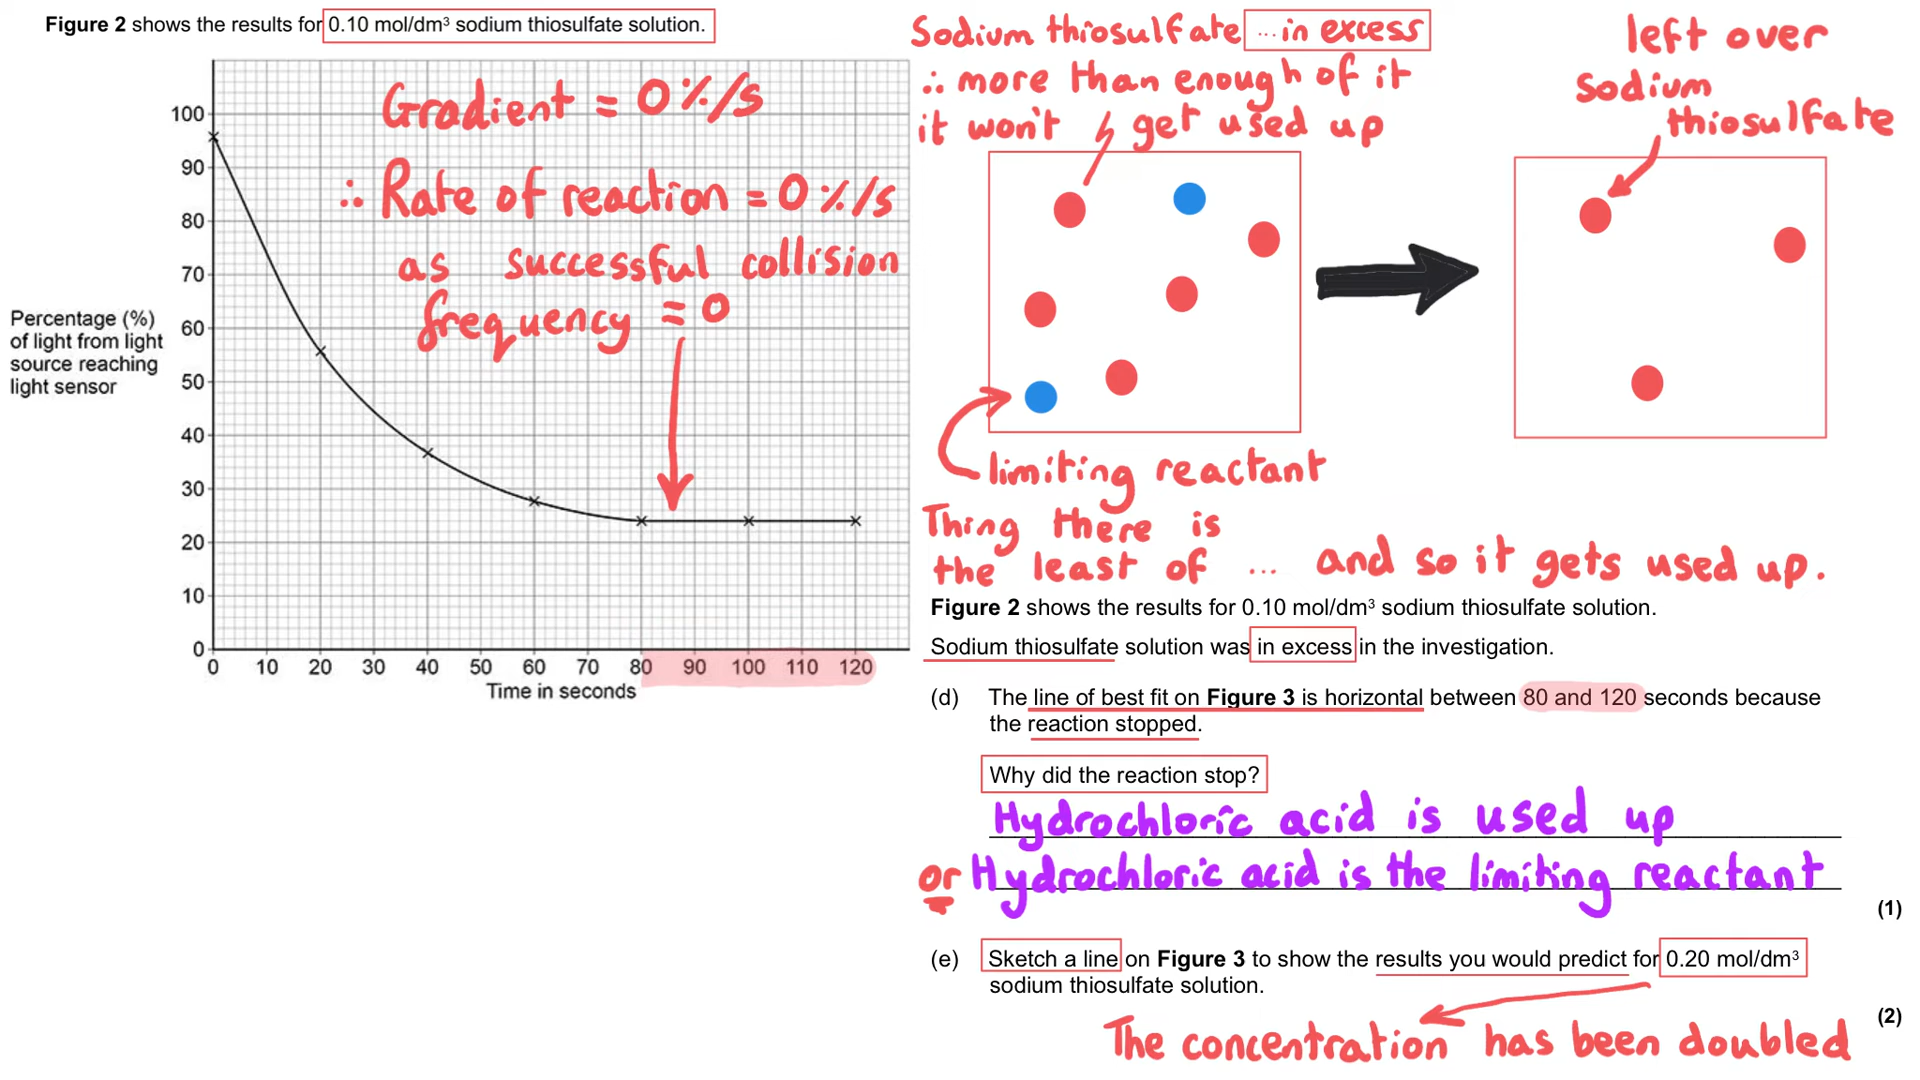 Figure 2 shows the results for 0.10 mol/dm³ sodium thiosulfate solution.
100
90
80
70
60
50
40
30
20
10
0
Percentage (%)
of light from light
source reaching
light sensor
0 10 20 30 40 50 60 70 80 90 100 110 120
Time in seconds
Gradient = 0%/s
∴ Rate of reaction = 0%/s
as successful collision
frequency = 0
Sodium thiosulfate ... in excess
∴ more than enough of it
it won't get used up
left over
sodium
thiosulfate
limiting reactant
Thing there is
the least of ... and so it gets used up.
Figure 2 shows the results for 0.10 mol/dm³ sodium thiosulfate solution.
Sodium thiosulfate solution was in excess in the investigation.
(d) The line of best fit on Figure 3 is horizontal between 80 and 120 seconds because
the reaction stopped.
Why did the reaction stop?
Hydrochloric acid is used up
or Hydrochloric acid is the limiting reactant
(1)
(e) Sketch a line on Figure 3 to show the results you would predict for 0.20 mol/dm³
sodium thiosulfate solution.
(2)
The concentration has been doubled